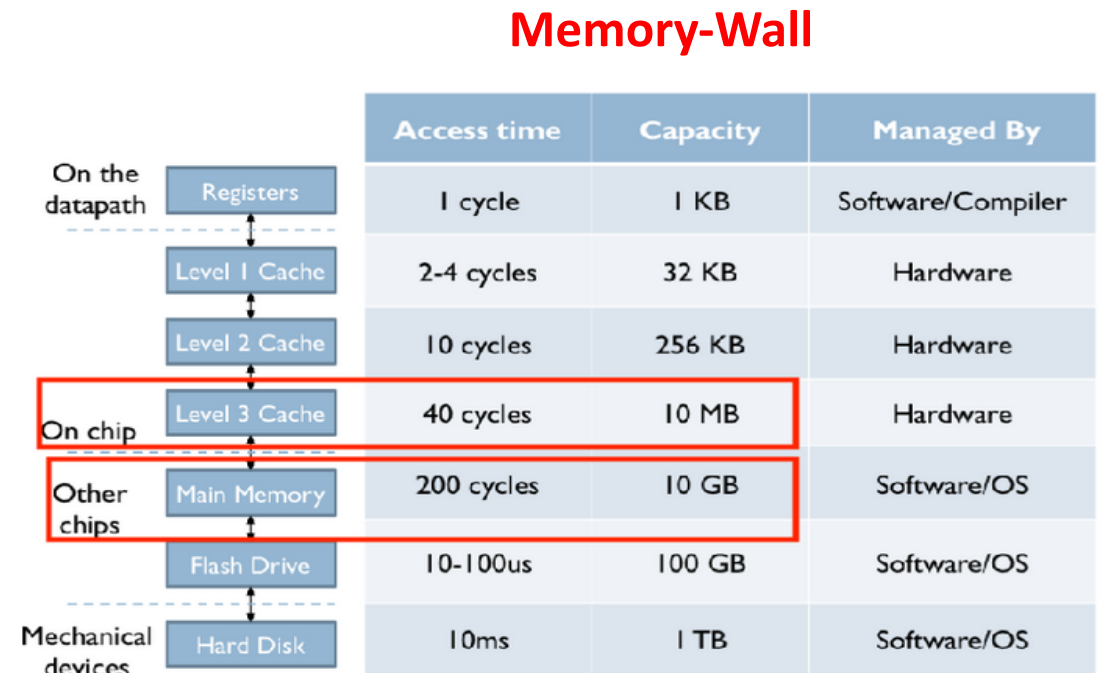 Memory-Wall
Access time Capacity Managed By
On the
datapath
Registers 1 cycle 1 KB Software/Compiler
Level 1 Cache 2-4 cycles 32 KB Hardware
Level 2 Cache 10 cycles 256 KB Hardware
Level 3 Cache 40 cycles 10 MB Hardware
On chip
Other
chips
Main Memory 200 cycles 10 GB Software/OS
Flash Drive 10-100us 100 GB Software/OS
Mechanical
devices
Hard Disk 10ms 1 TB Software/OS